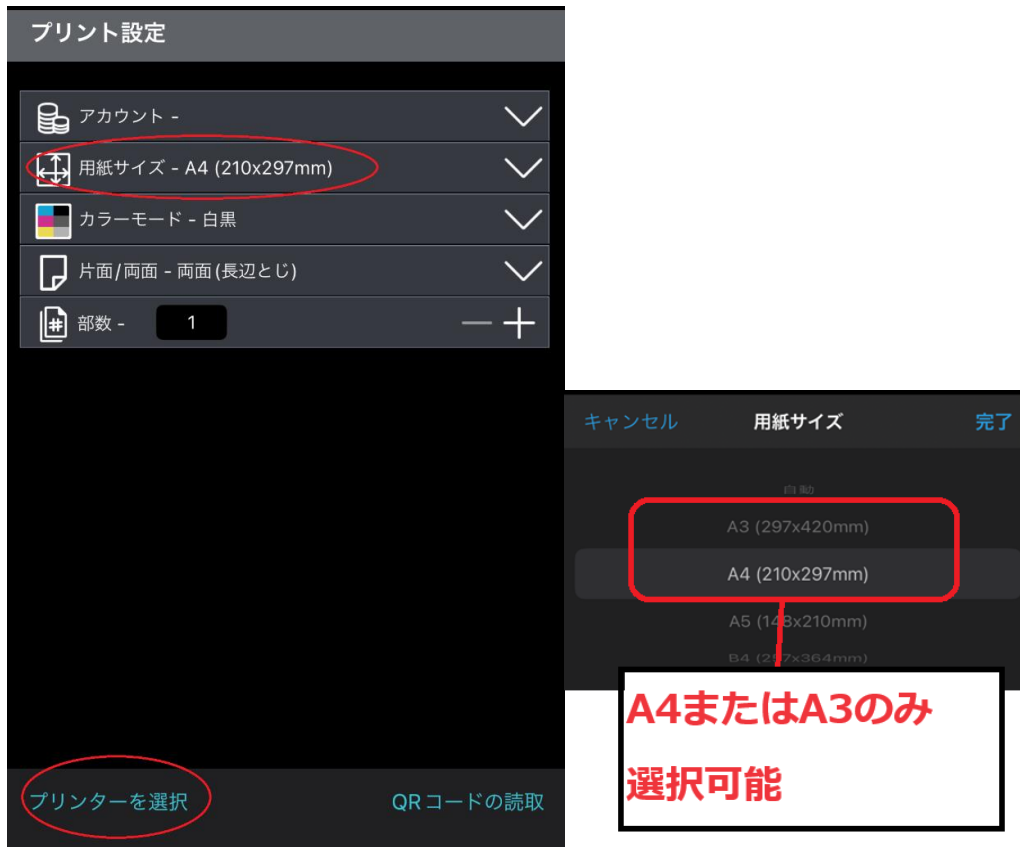 プリント設定
アカウント -
用紙サイズ - A4 (210x297mm)
カラーモード - 白黒
片面/両面 - 両面(長辺とじ)
部数 - 1
プリンターを選択 QRコードの読取
キャンセル 用紙サイズ 完了
自動
A3 (297x420mm)
A4 (210x297mm)
A5 (148x210mm)
B4 (257x364mm)
A4またはA3のみ
選択可能